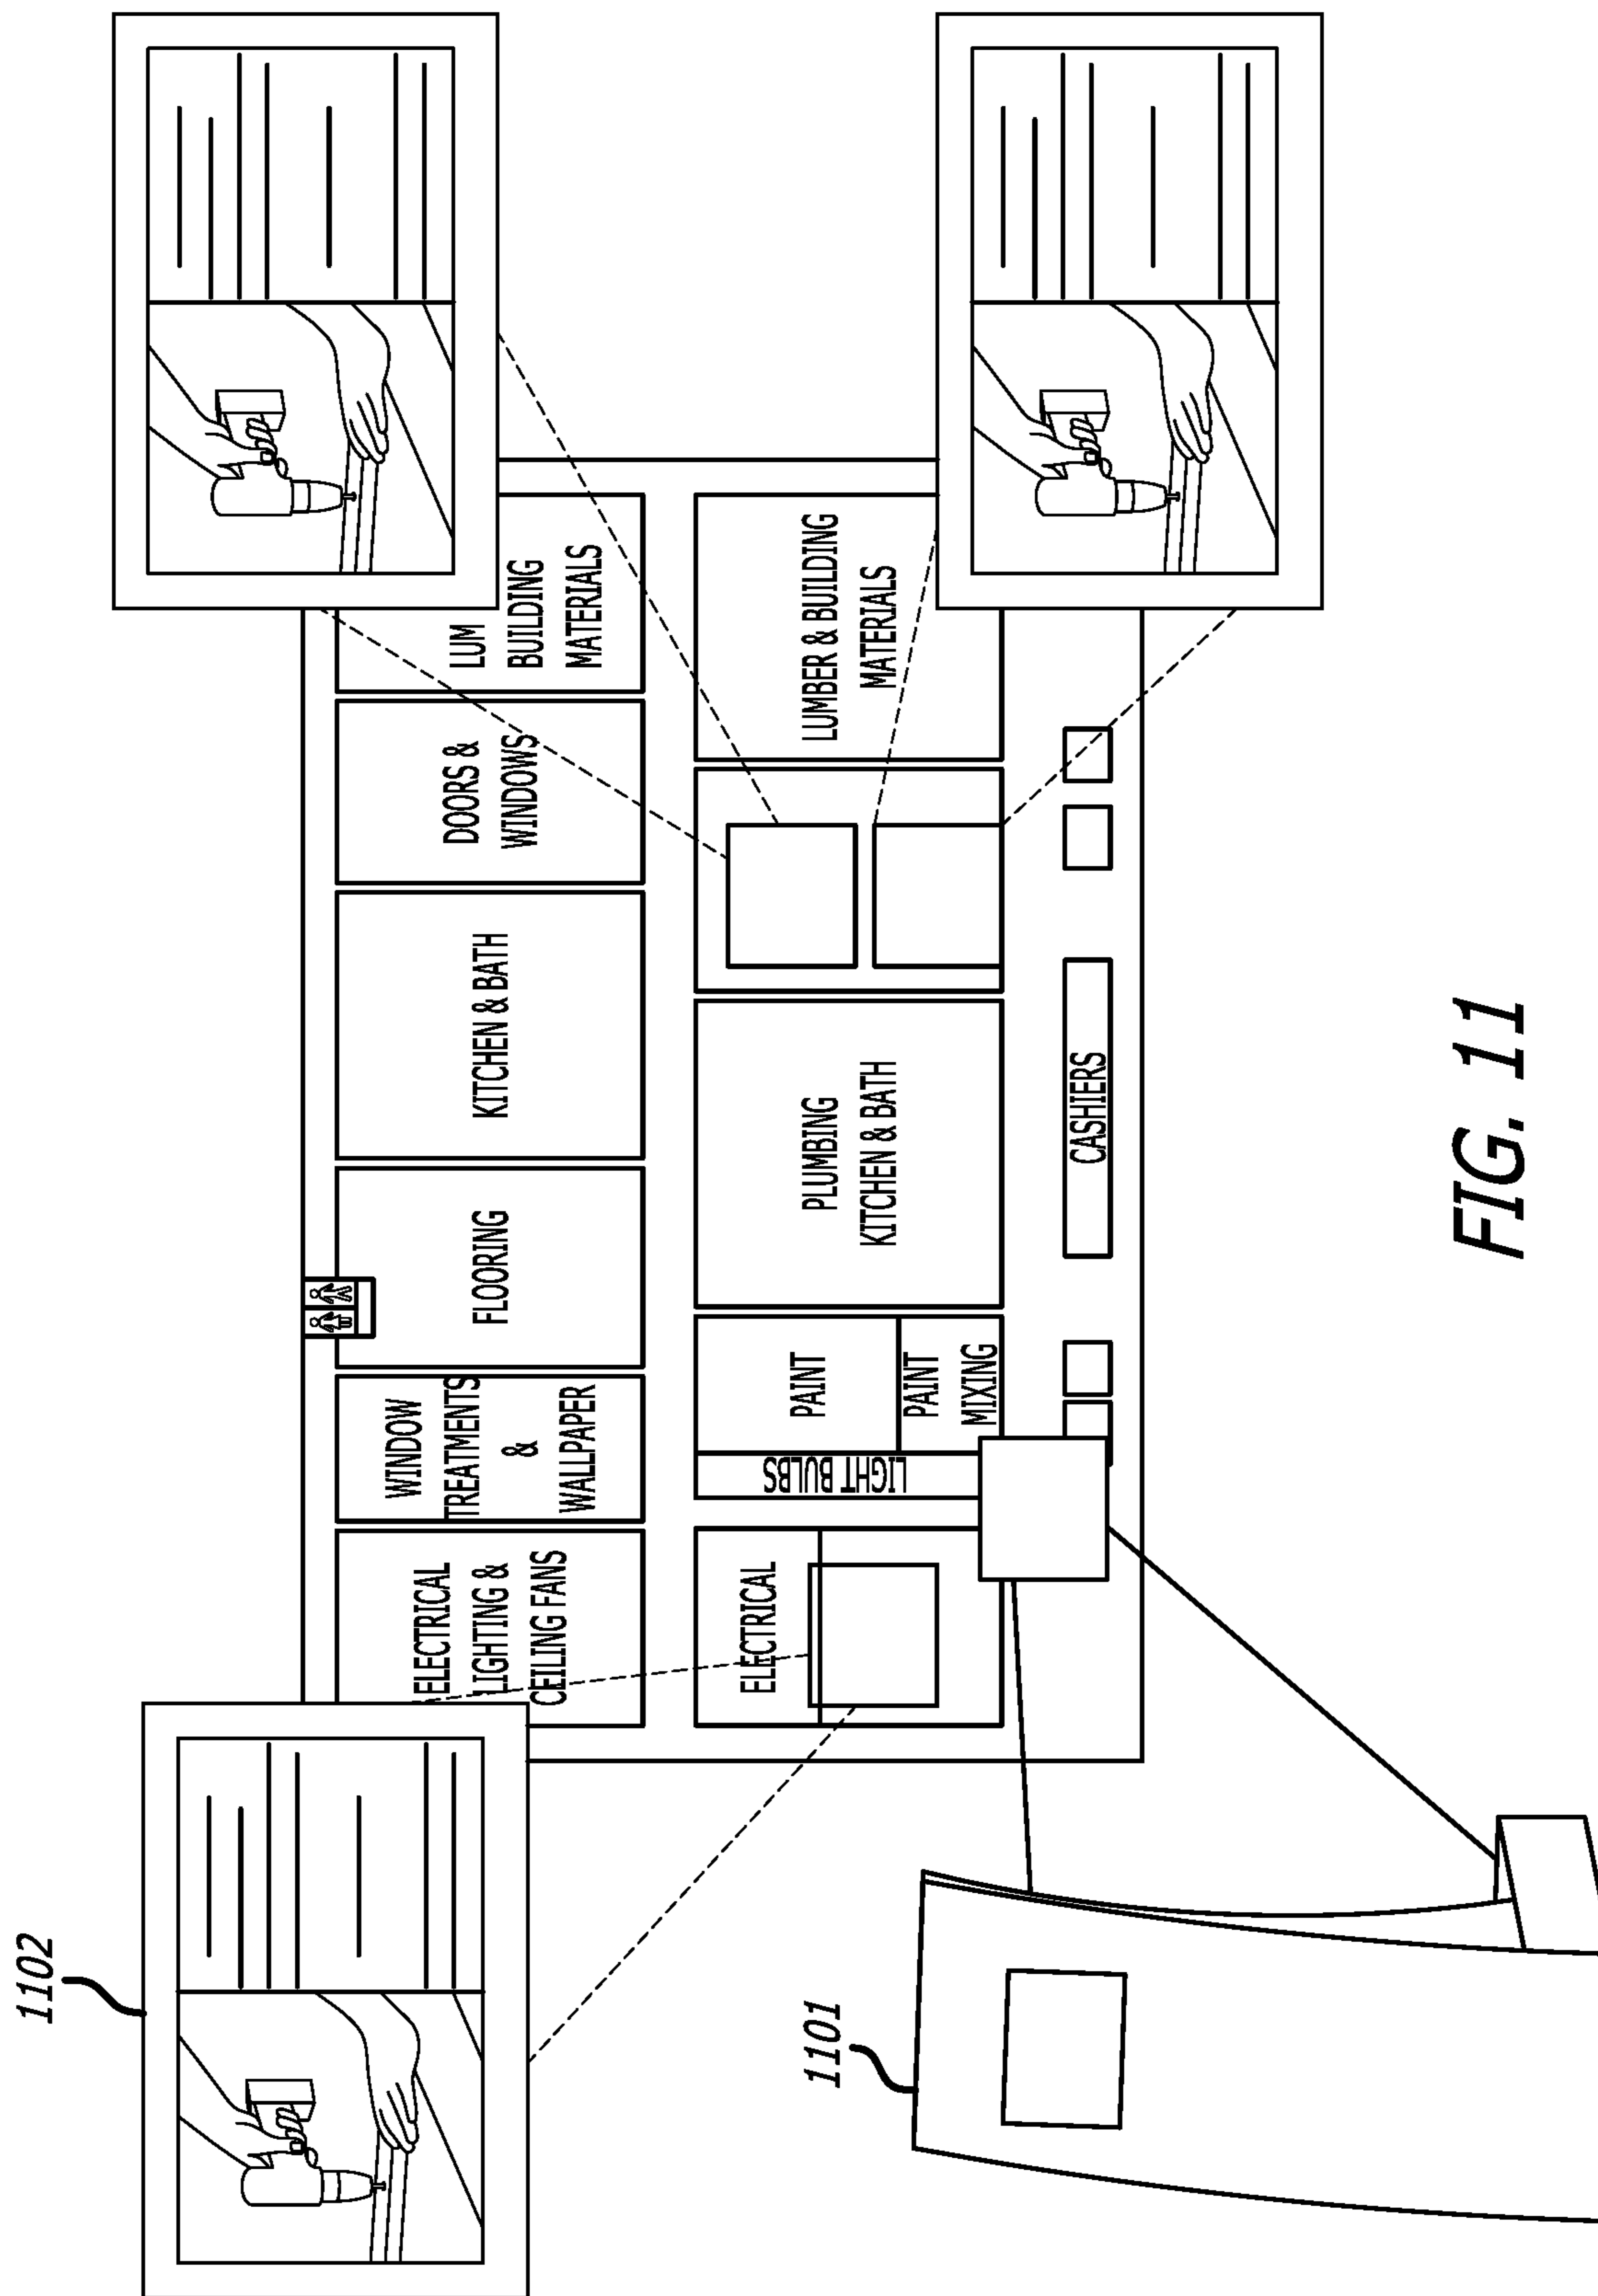 1102
LUM
BUILDING
MATERIALS
DOORS &
WINDOWS
KITCHEN & BATH
FLOORING
WINDOW
TREATMENTS
&
WALLPAPER
ELECTRICAL
LIGHTING &
CEILING FANS
ELECTRICAL
LIGHT BULBS
PAINT
PAINT
MIXING
PLUMBING
KITCHEN & BATH
LUMBER & BUILDING
MATERIALS
CASHIERS
1101
FIG. 11